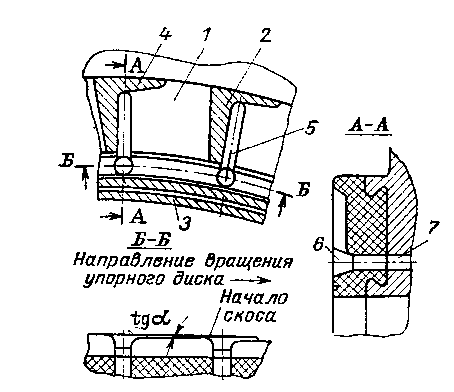 А 4 1 2
5
А-А
Б
Б
А 3
Б-Б
6 7
Направление вращения
упорного диска
Начало
скоса
tgα